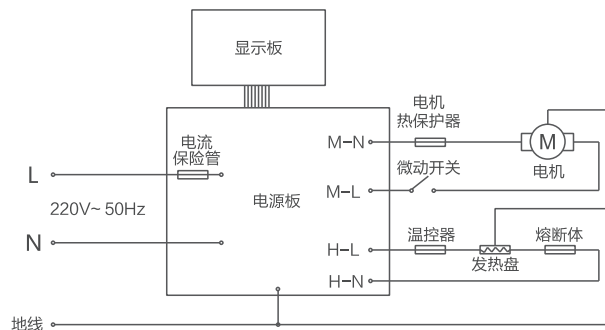 显示板
电机
热保护器
电流
保险管
M-N
M
电机
微动开关
L
M-L
220V~ 50Hz
电源板
N
温控器
熔断体
H-L
发热盘
H-N
地线